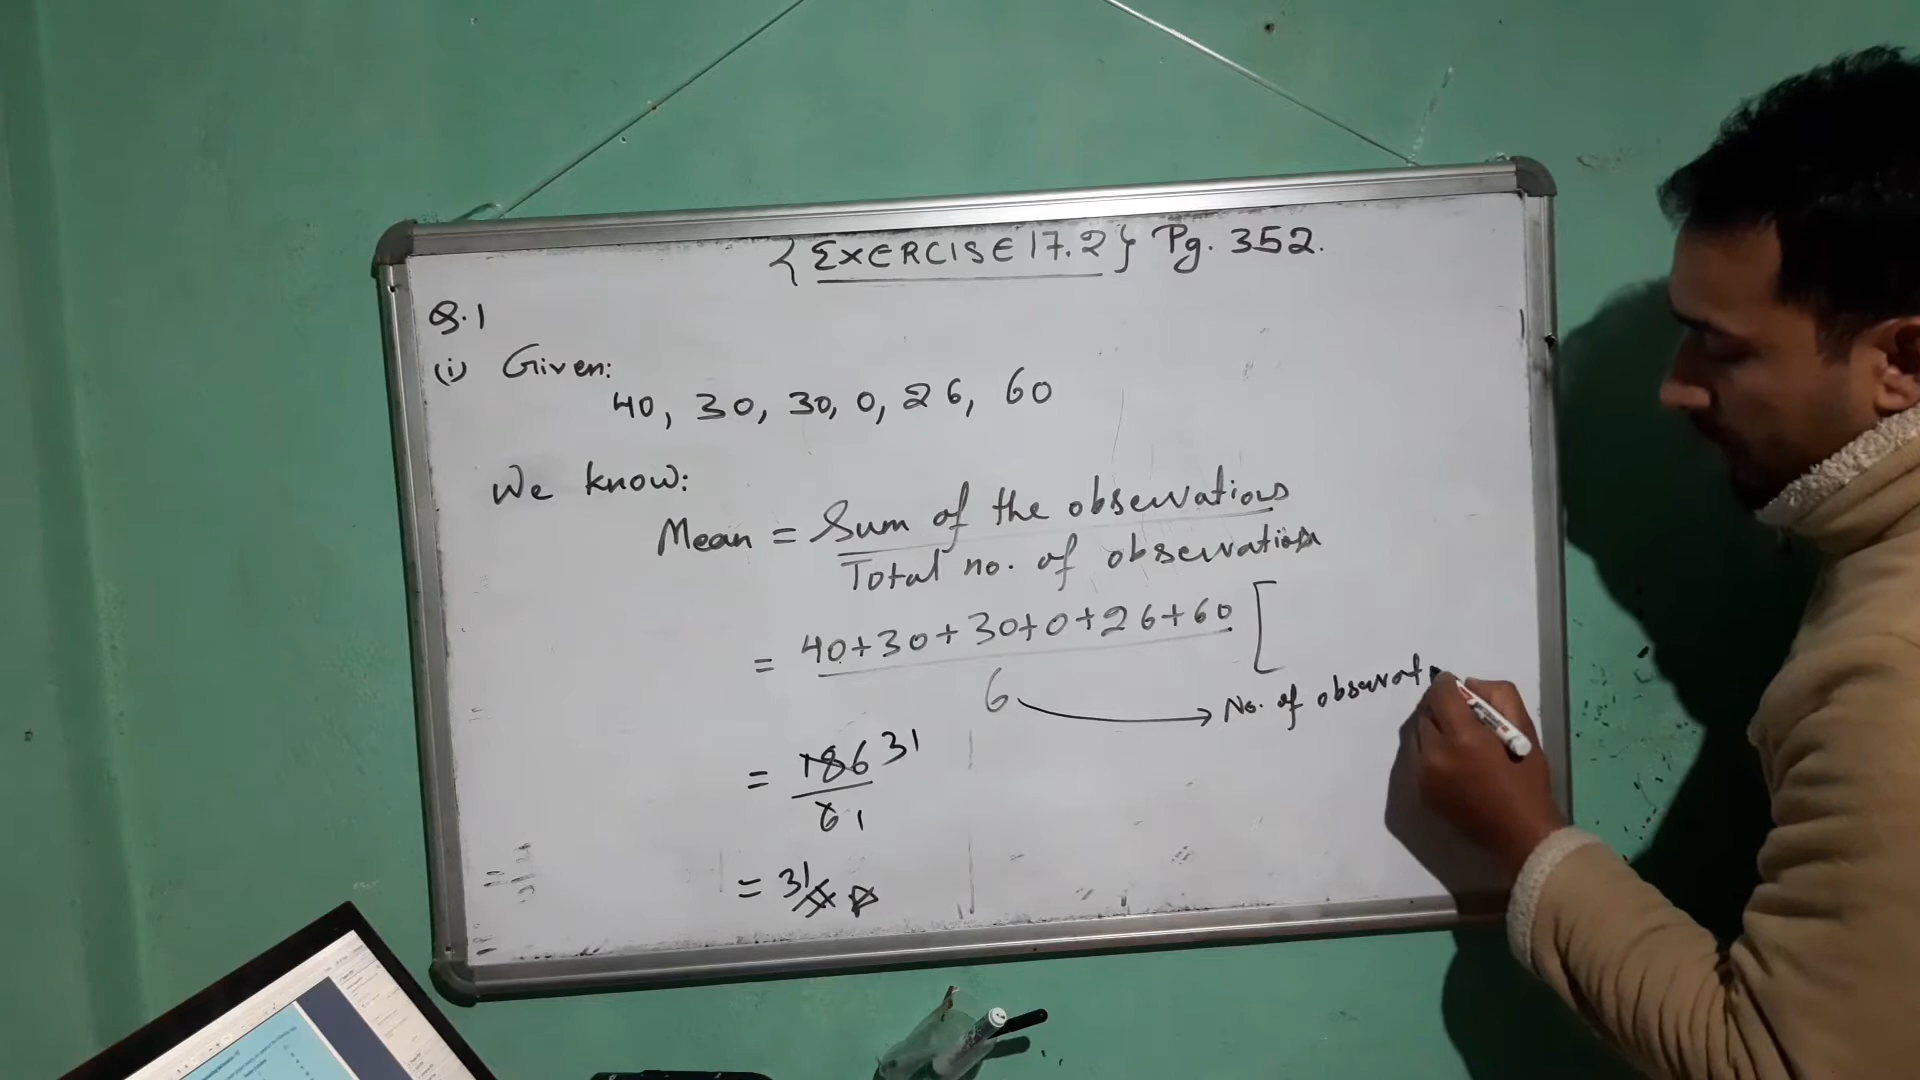 {EXERCISE 17.2} Pg. 352.
Q.1
(i) Given:
40, 30, 30, 0, 26, 60
We know:
Mean = Sum of the observations
Total no. of observation
= 40+30+30+0+26+60 [
6 → No. of observat
= 186 31
6 1
= 31